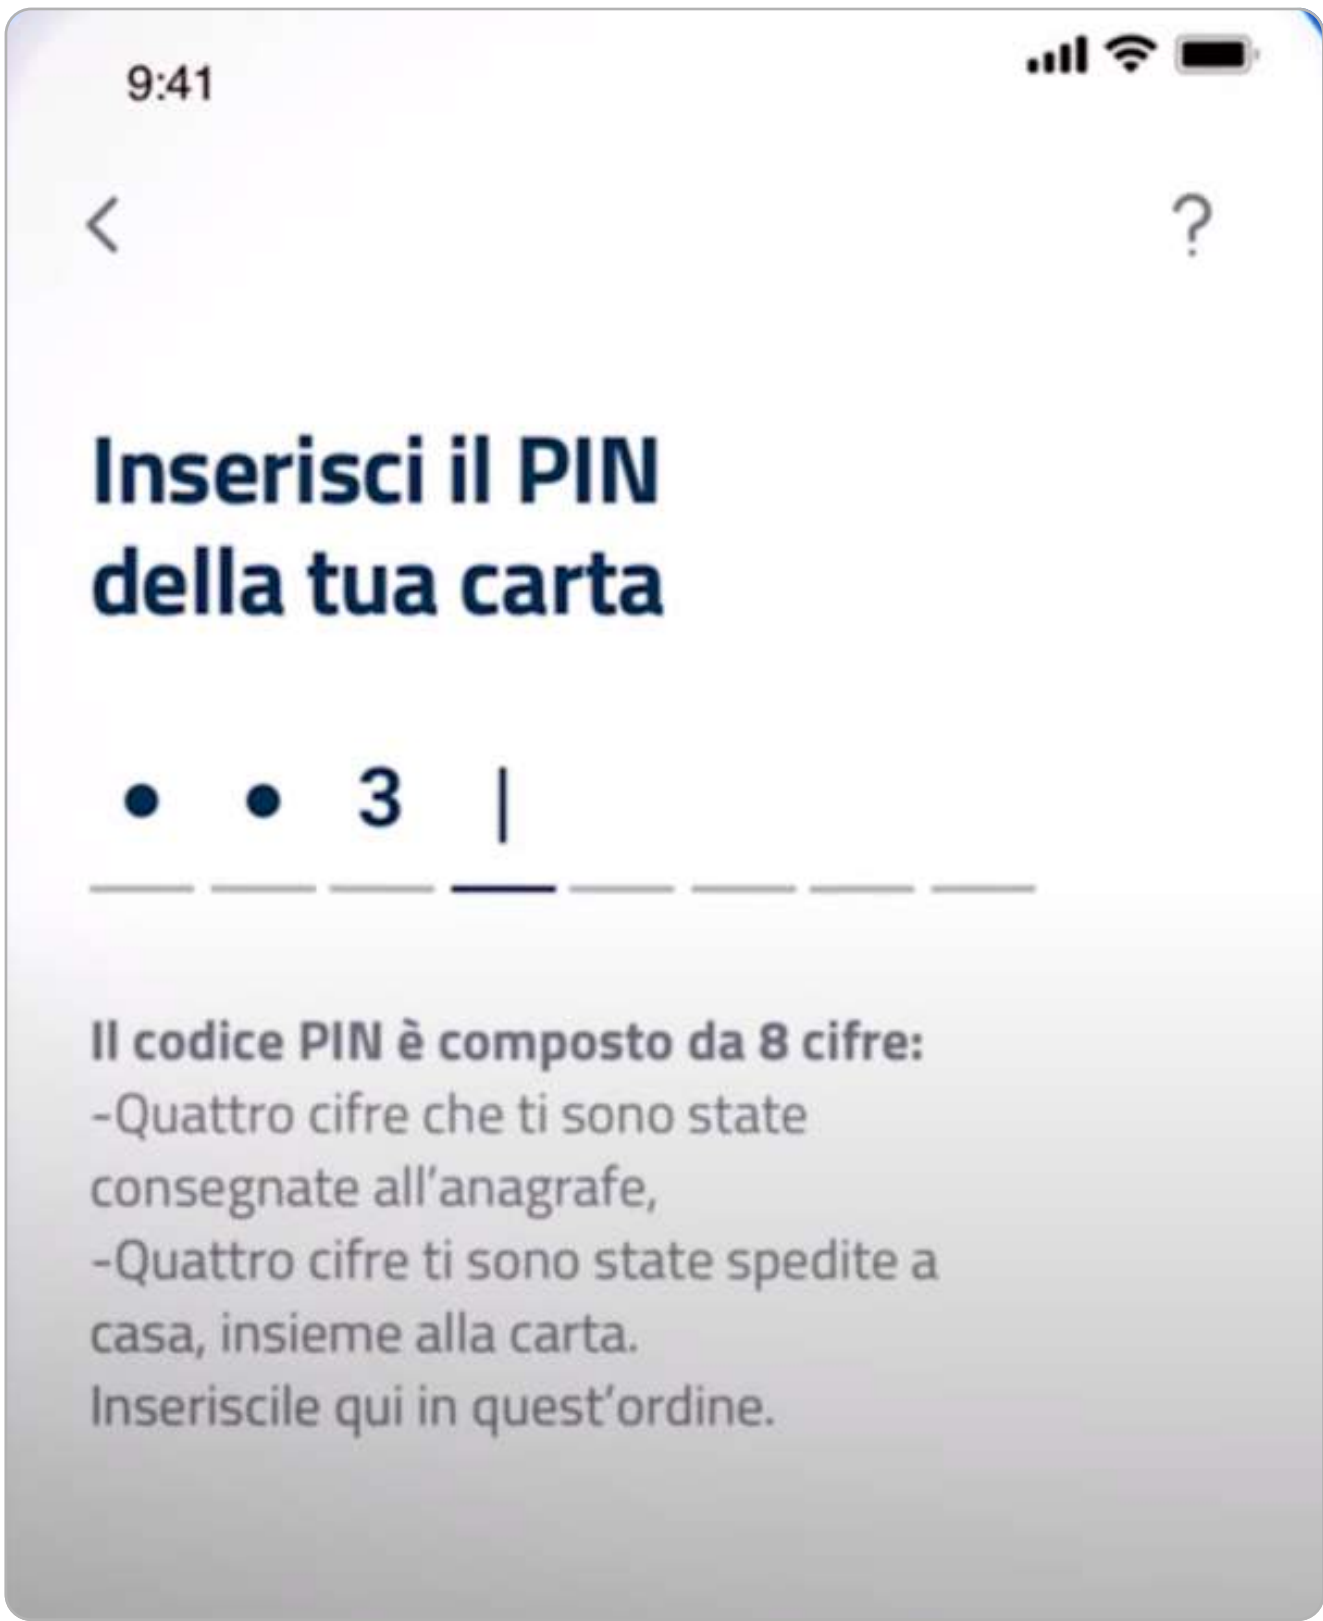 9:41
?
Inserisci il PIN
della tua carta
● ● 3 |
Il codice PIN è composto da 8 cifre:
-Quattro cifre che ti sono state
consegnate all'anagrafe,
-Quattro cifre ti sono state spedite a
casa, insieme alla carta.
Inseriscile qui in quest'ordine.